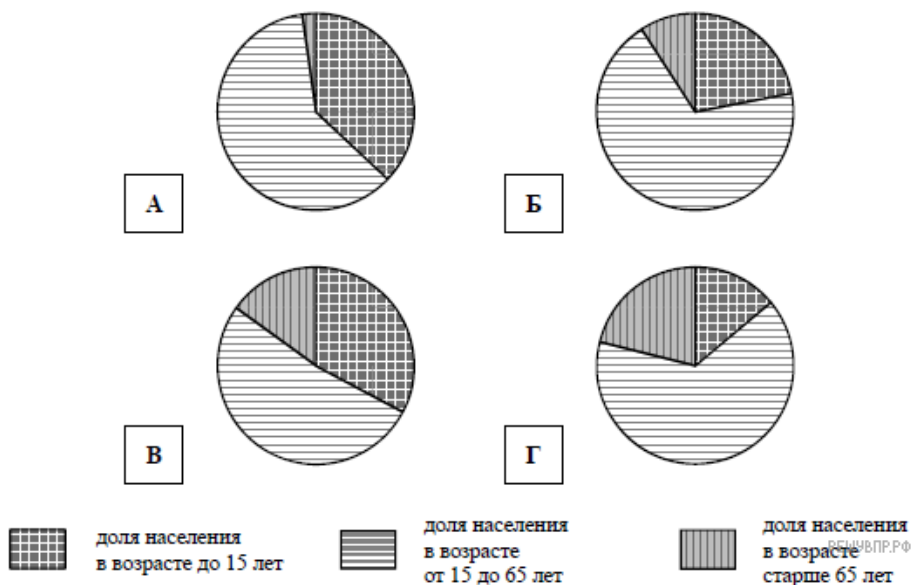 А
Б
В
Г
доля населения
в возрасте до 15 лет
доля населения
в возрасте
от 15 до 65 лет
доля населения
в возрасте
старше 65 лет
РЕШУВПР.РФ